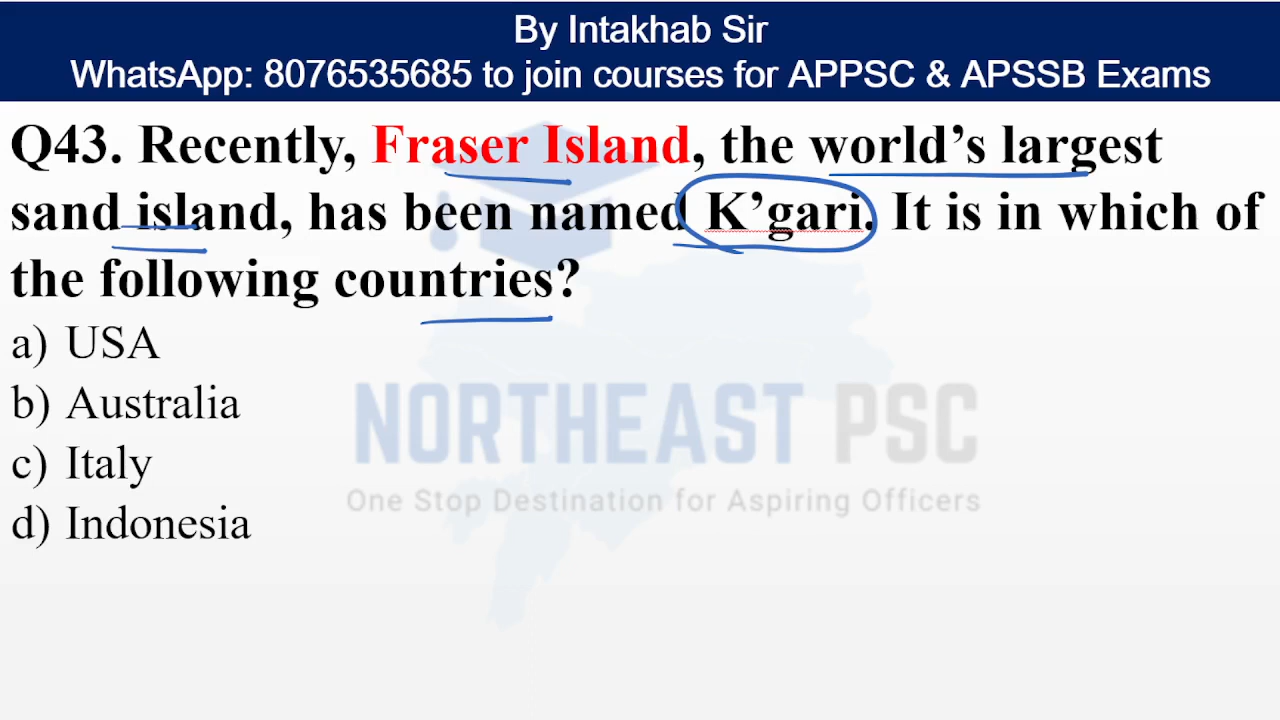 By Intakhab Sir
WhatsApp: 8076535685 to join courses for APPSC & APSSB Exams
Q43. Recently, Fraser Island, the world’s largest
sand island, has been named K’gari. It is in which of
the following countries?
a) USA
b) Australia
c) Italy
d) Indonesia
NORTHEAST PSC
One Stop Destination for Aspiring Officers